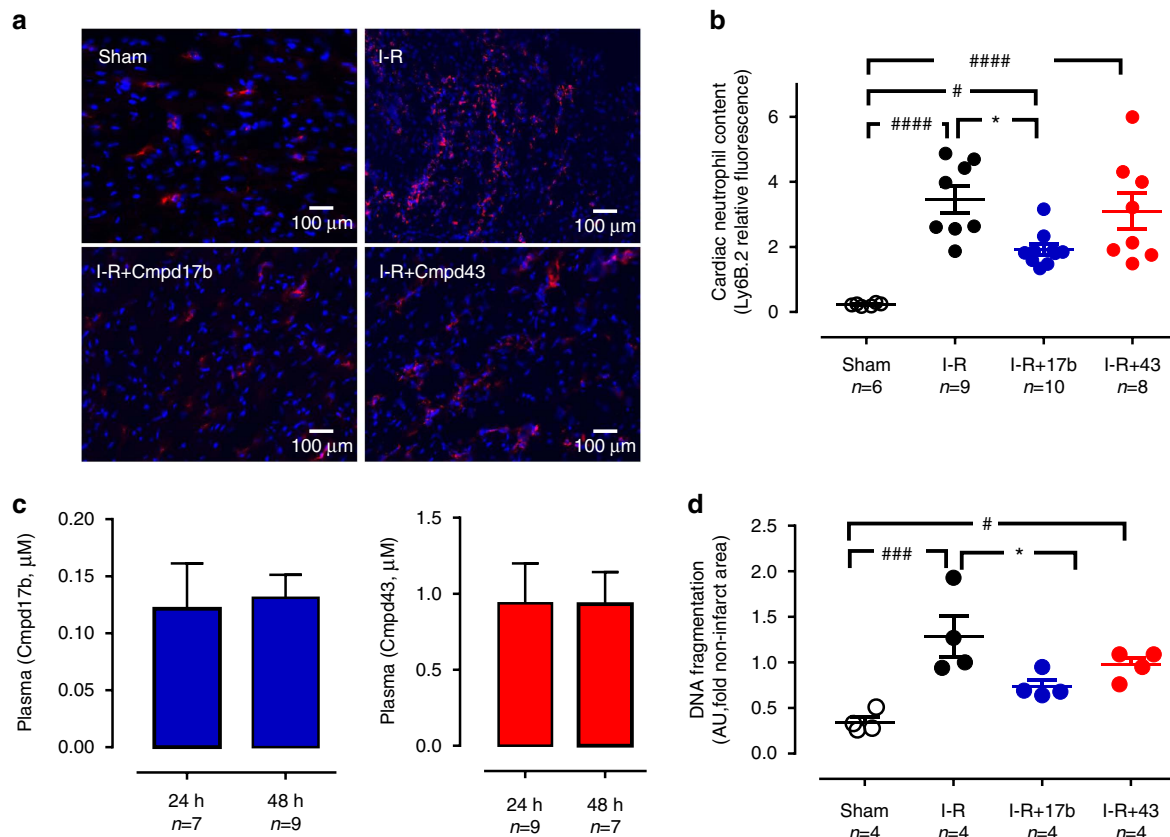 a
Sham
100 μm
I-R
100 μm
I-R+Cmpd17b
100 μm
I-R+Cmpd43
100 μm
b
Cardiac neutrophil content
(Ly6B.2 relative fluorescence)
6
4
2
0
####
#
####
*
Sham
n=6
I-R
n=9
I-R+17b
n=10
I-R+43
n=8
c
Plasma (Cmpd17b, μM)
0.20
0.15
0.10
0.05
0.00
24 h
n=7
48 h
n=9
Plasma (Cmpd43, μM)
1.5
1.0
0.5
0.0
24 h
n=9
48 h
n=7
d
DNA fragmentation
(AU,fold non-infarct area)
2.5
2.0
1.5
1.0
0.5
0.0
#
###
*
Sham
n=4
I-R
n=4
I-R+17b
n=4
I-R+43
n=4